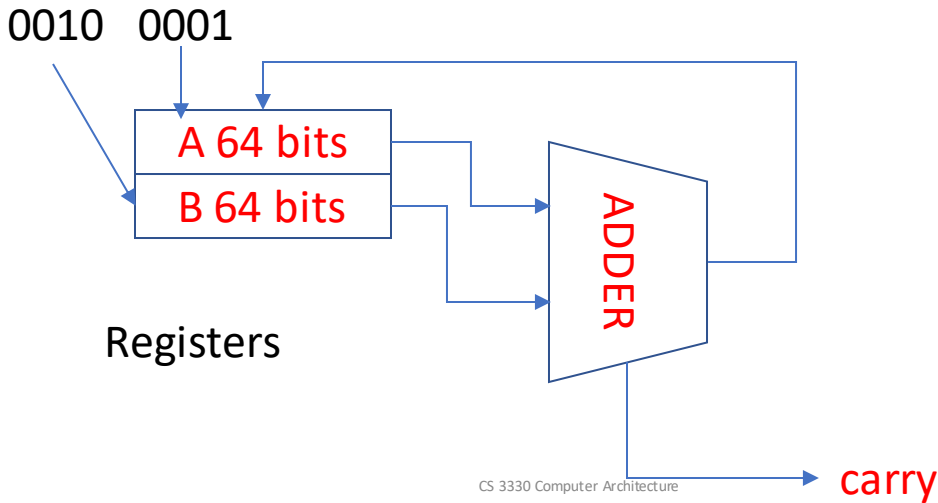 0010 0001
A 64 bits
B 64 bits
ADDER
Registers
CS 3330 Computer Architecture
carry